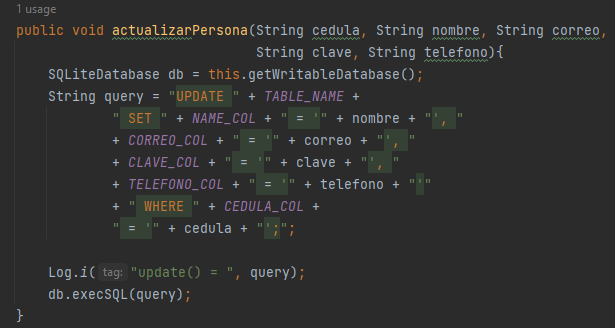 1 usage
public void actualizarPersona(String cedula, String nombre, String correo,
String clave, String telefono){
SQLiteDatabase db = this.getWritableDatabase();
String query = "UPDATE " + TABLE_NAME +
" SET " + NAME_COL + " = '" + nombre + "', "
+ CORREO_COL + " = '" + correo + "', "
+ CLAVE_COL + " = '" + clave + "', "
+ TELEFONO_COL + " = '" + telefono + "'"
+ " WHERE " + CEDULA_COL +
" = '" + cedula + "';";
Log.i( tag: "update() = ", query);
db.execSQL(query);
}